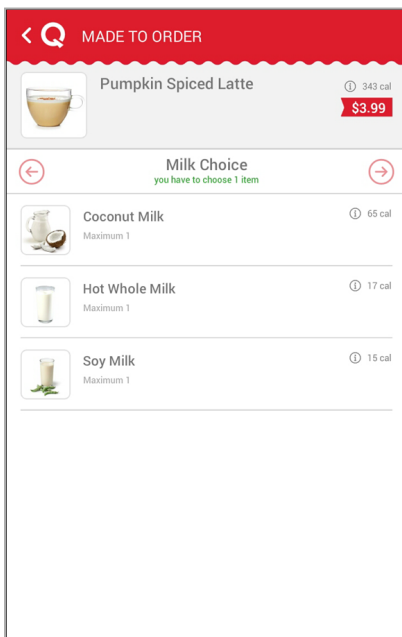 Q MADE TO ORDER
Pumpkin Spiced Latte
343 cal
$3.99
Milk Choice
you have to choose 1 item
Coconut Milk
65 cal
Maximum 1
Hot Whole Milk
17 cal
Maximum 1
Soy Milk
15 cal
Maximum 1